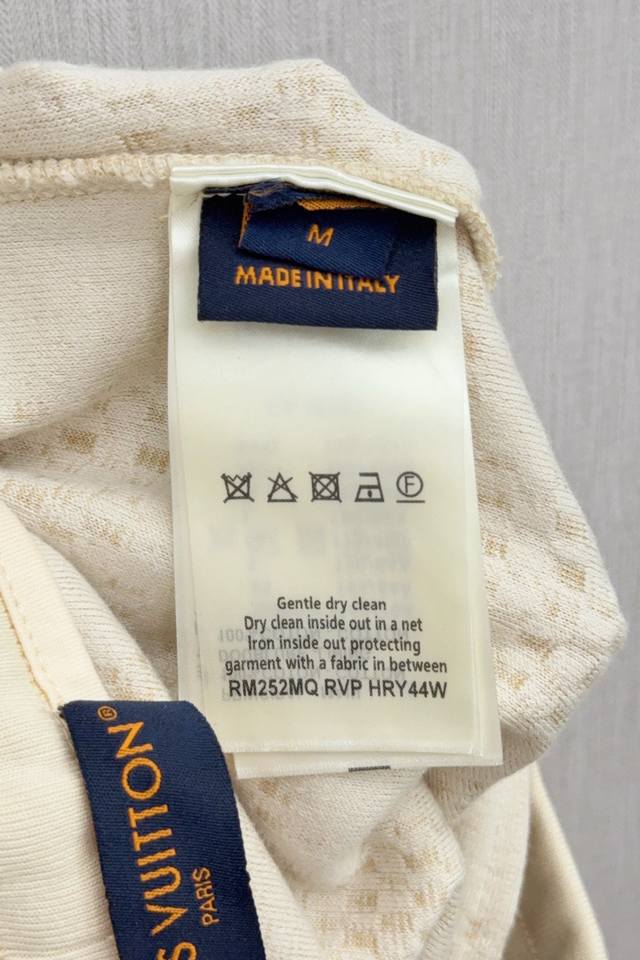 M
MADE IN ITALY
F
Gentle dry clean
Dry clean inside out in a net
Iron inside out protecting
garment with a fabric in between
RM252MQ RVP HRY44W
S VUITTON®
PARIS